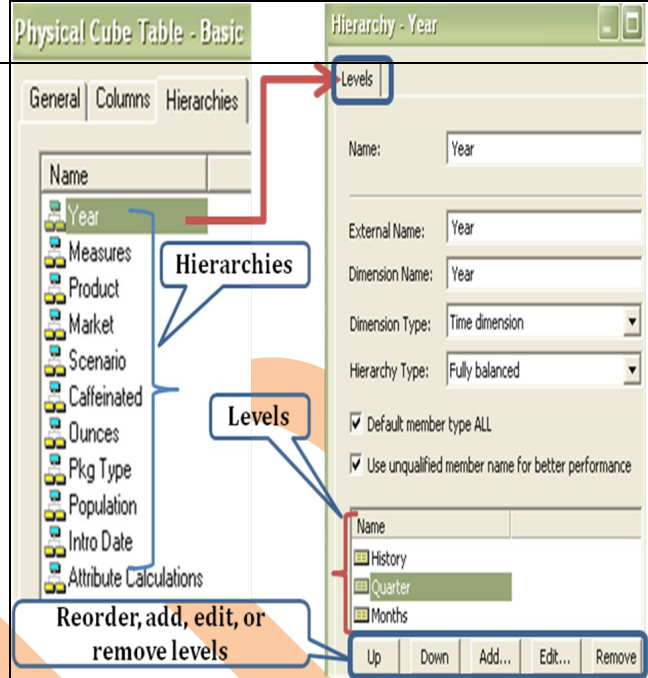 Physical Cube Table - Basic
General Columns Hierarchies
Name
Year
Measures
Product
Market
Scenario
Caffeinated
Ounces
Pkg Type
Population
Intro Date
Attribute Calculations
Hierarchies
Levels
Reorder, add, edit, or
remove levels
Hierarchy - Year
Levels
Name: Year
External Name: Year
Dimension Name: Year
Dimension Type: Time dimension
Hierarchy Type: Fully balanced
Default member type ALL
Use unqualified member name for better performance
Name
History
Quarter
Months
Up Down Add... Edit... Remove